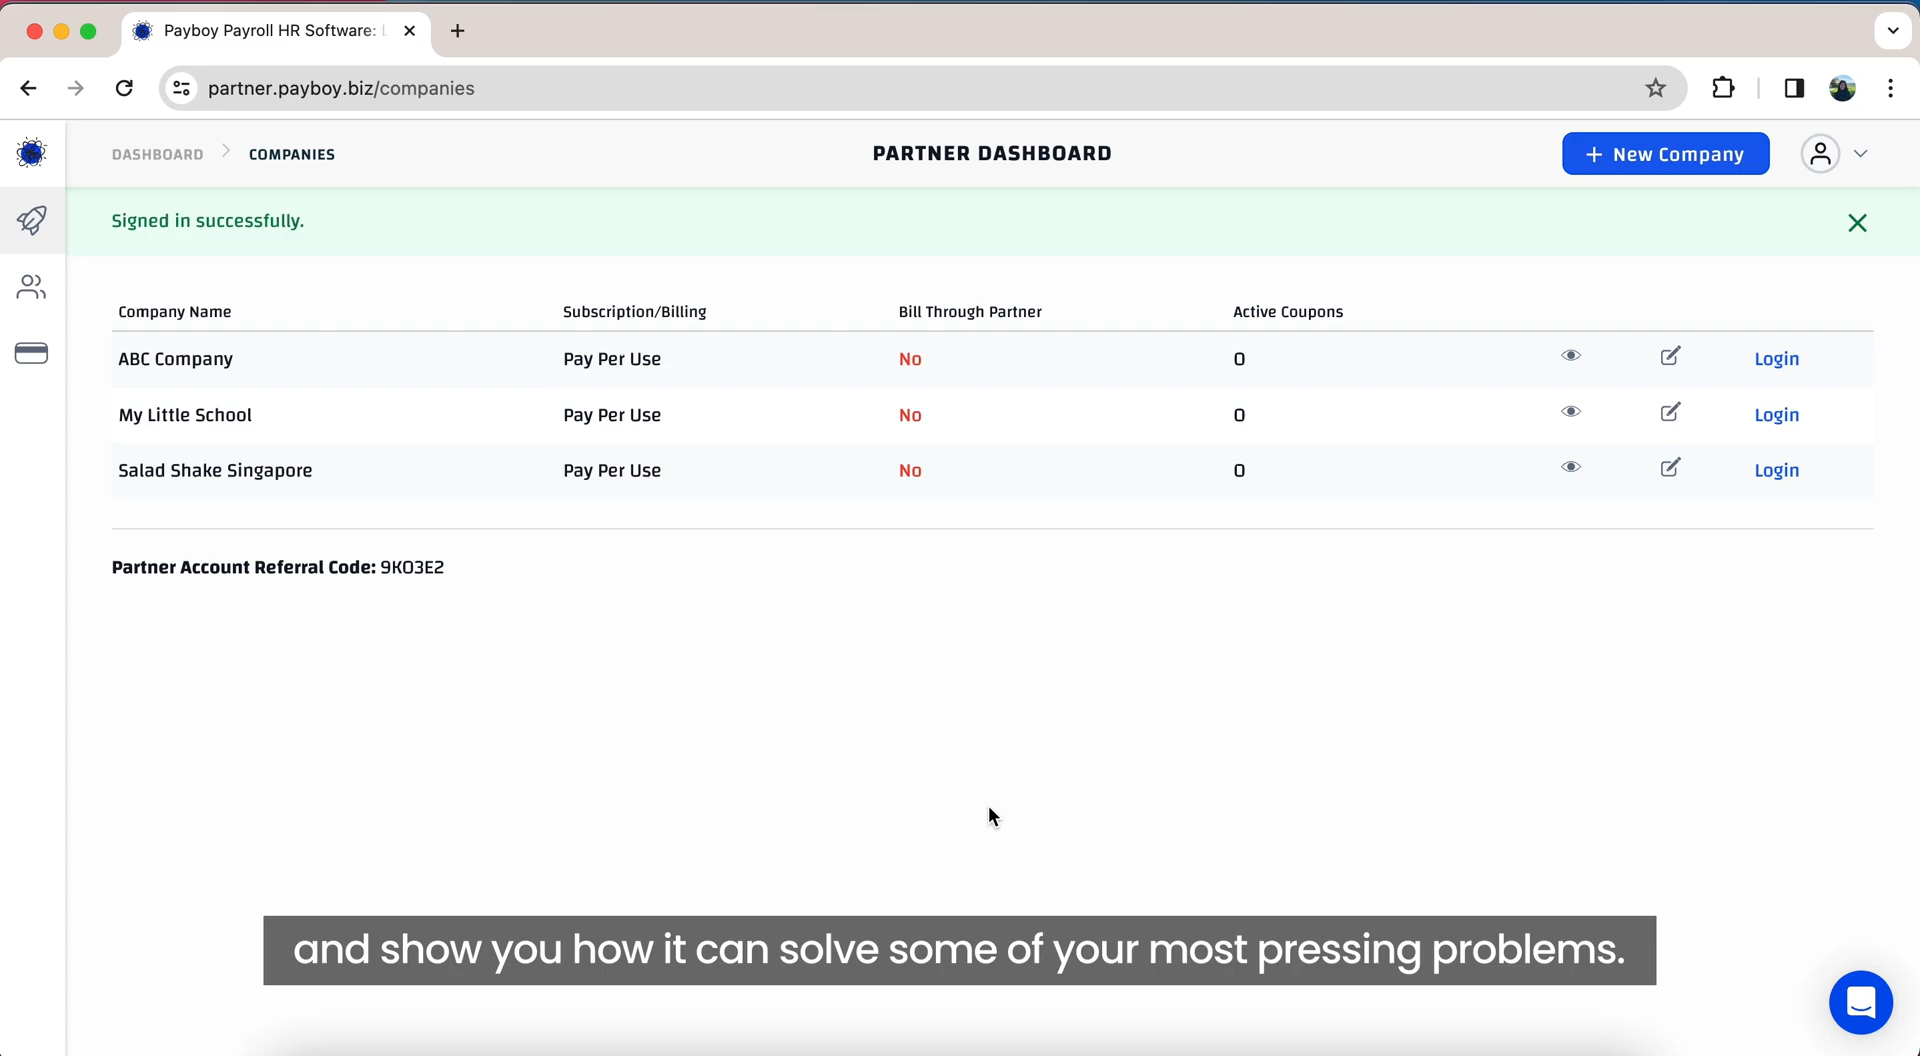 Payboy Payroll HR Software:
partner.payboy.biz/companies
DASHBOARD COMPANIES
PARTNER DASHBOARD
+ New Company
Signed in successfully.
Company Name Subscription/Billing Bill Through Partner Active Coupons
ABC Company Pay Per Use No 0 Login
My Little School Pay Per Use No 0 Login
Salad Shake Singapore Pay Per Use No 0 Login
Partner Account Referral Code: 9KO3E2
and show you how it can solve some of your most pressing problems.